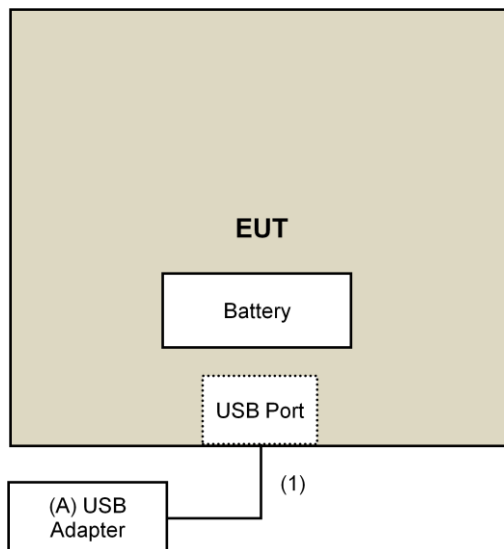 EUT
Battery
USB Port
(1)
(A) USB
Adapter